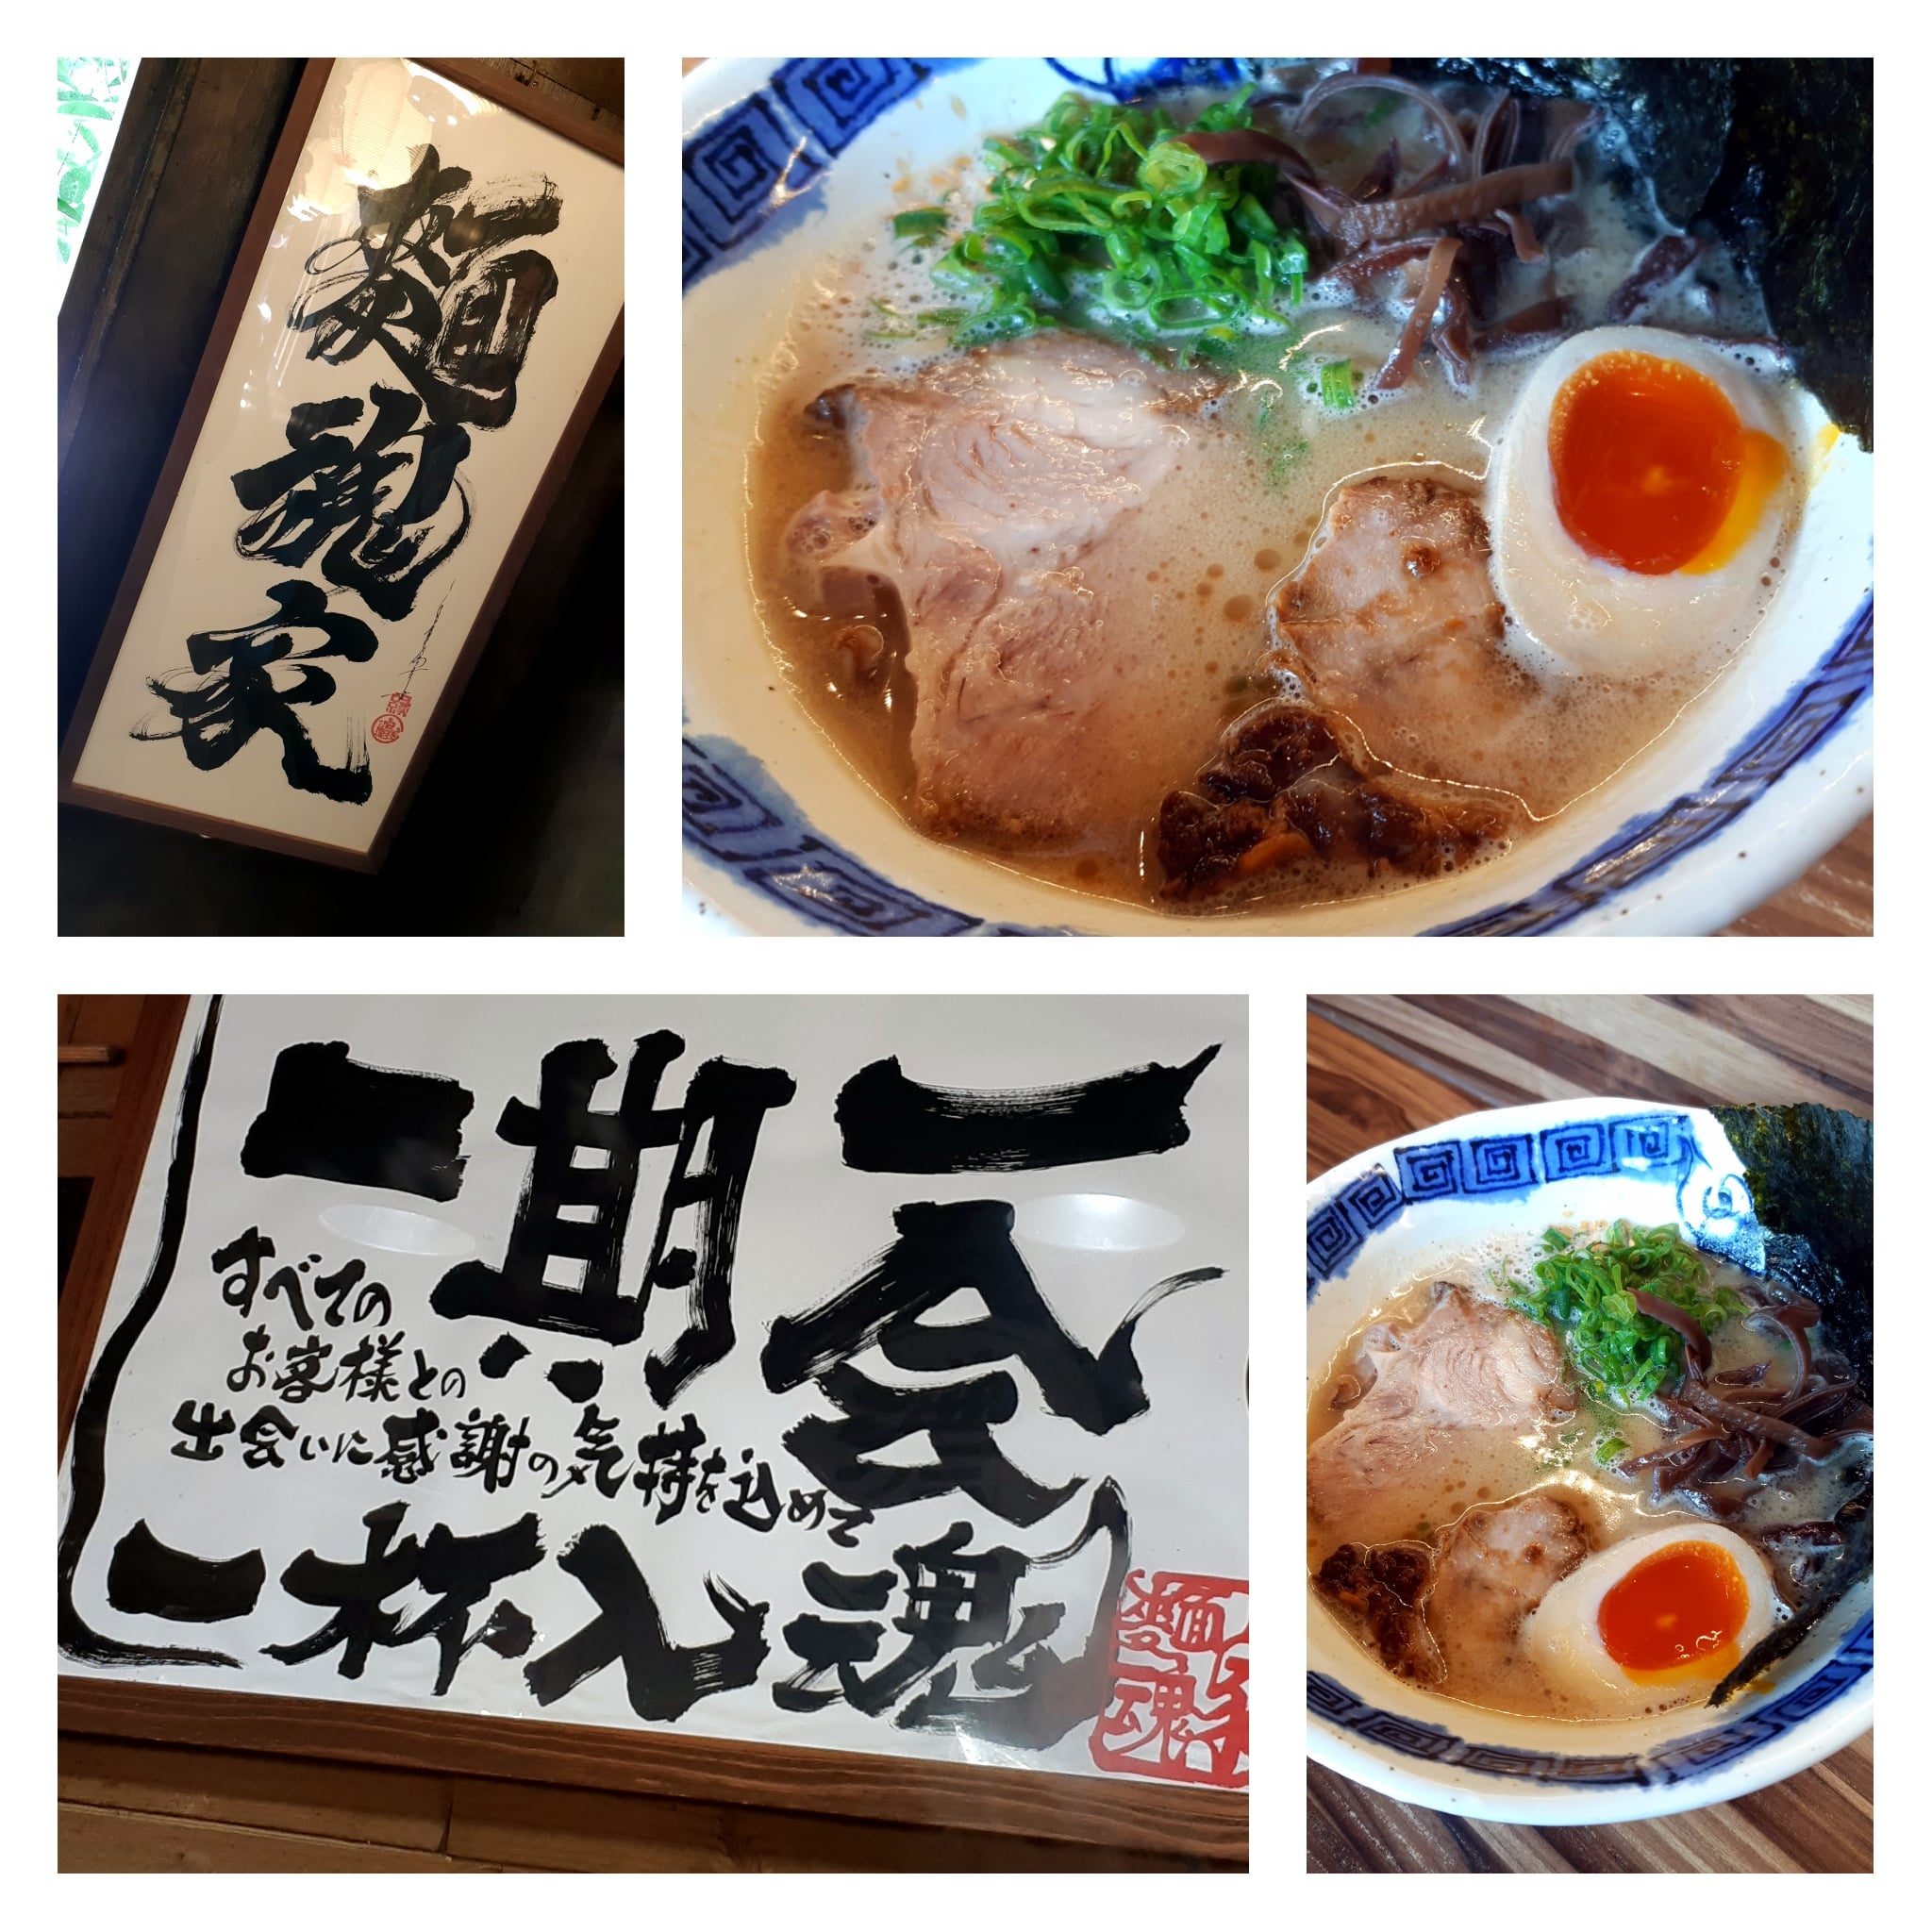 麺魂家
一期一会
すべての
お客様との
出会いに感謝の気持を込めて
一杯入魂
麺
魂